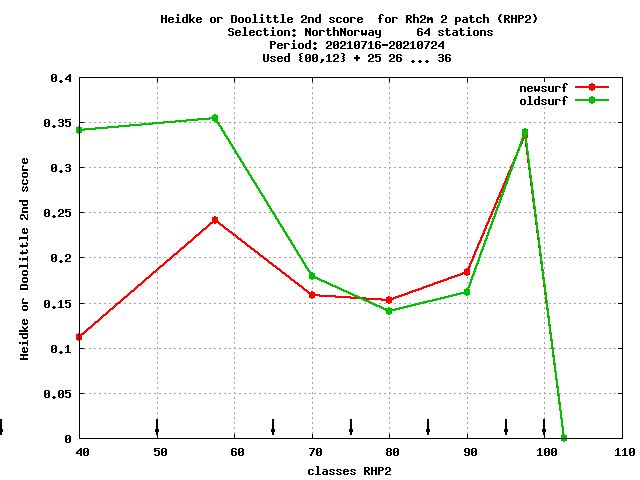 Heidke or Doolittle 2nd score  for Rh2m 2 patch (RHP2)
Selection: NorthNorway     64 stations
Period: 20210716-20210724
Used {00,12} + 25 26 ... 36
newsurf
oldsurf
0.4
0.35
0.3
0.25
0.2
0.15
0.1
0.05
0
Heidke or Doolittle 2nd score
40 50 60 70 80 90 100 110
classes RHP2